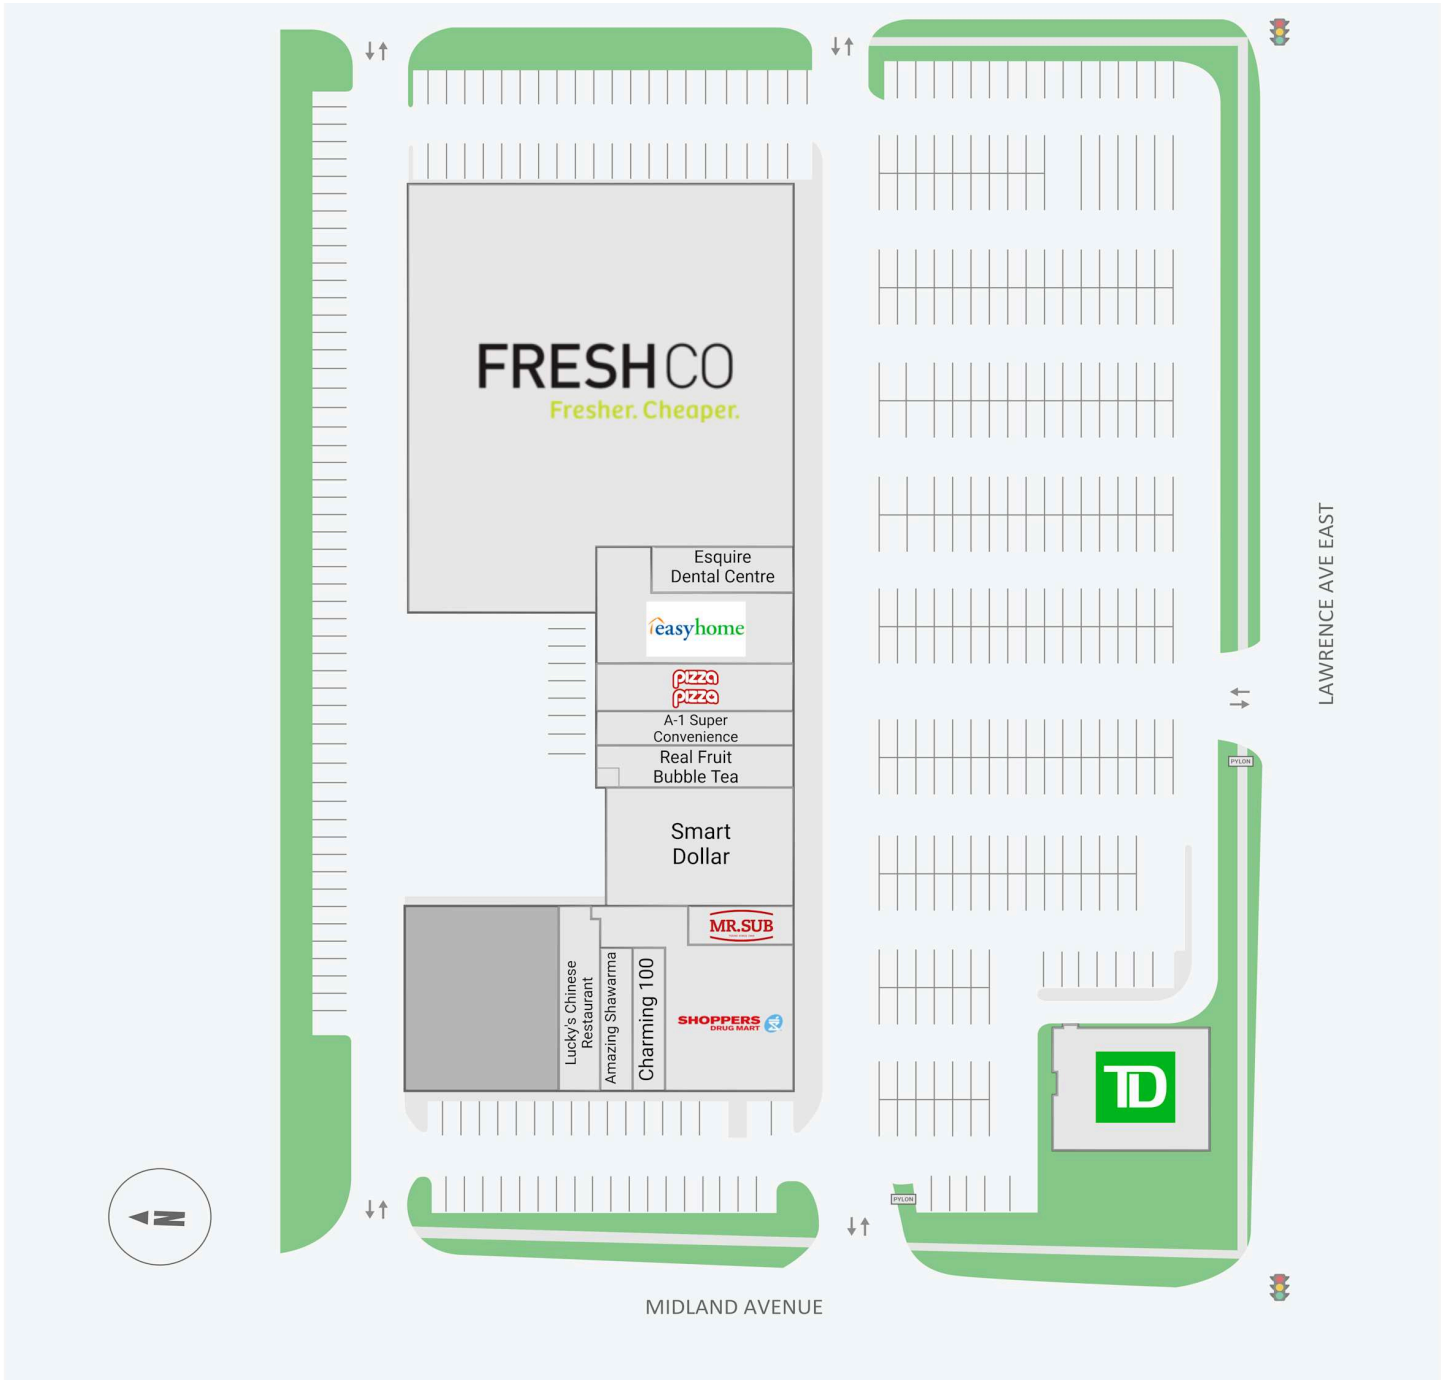 FRESHCO
Fresher. Cheaper.
Esquire
Dental Centre
easyhome
pizza
pizza
A-1 Super
Convenience
Real Fruit
Bubble Tea
Smart
Dollar
MR.SUB
Lucky's Chinese
Restaurant
Amazing Shawarma
Charming 100
SHOPPERS
DRUG MART
TD
PYLON
PYLON
LAWRENCE AVE EAST
MIDLAND AVENUE
N